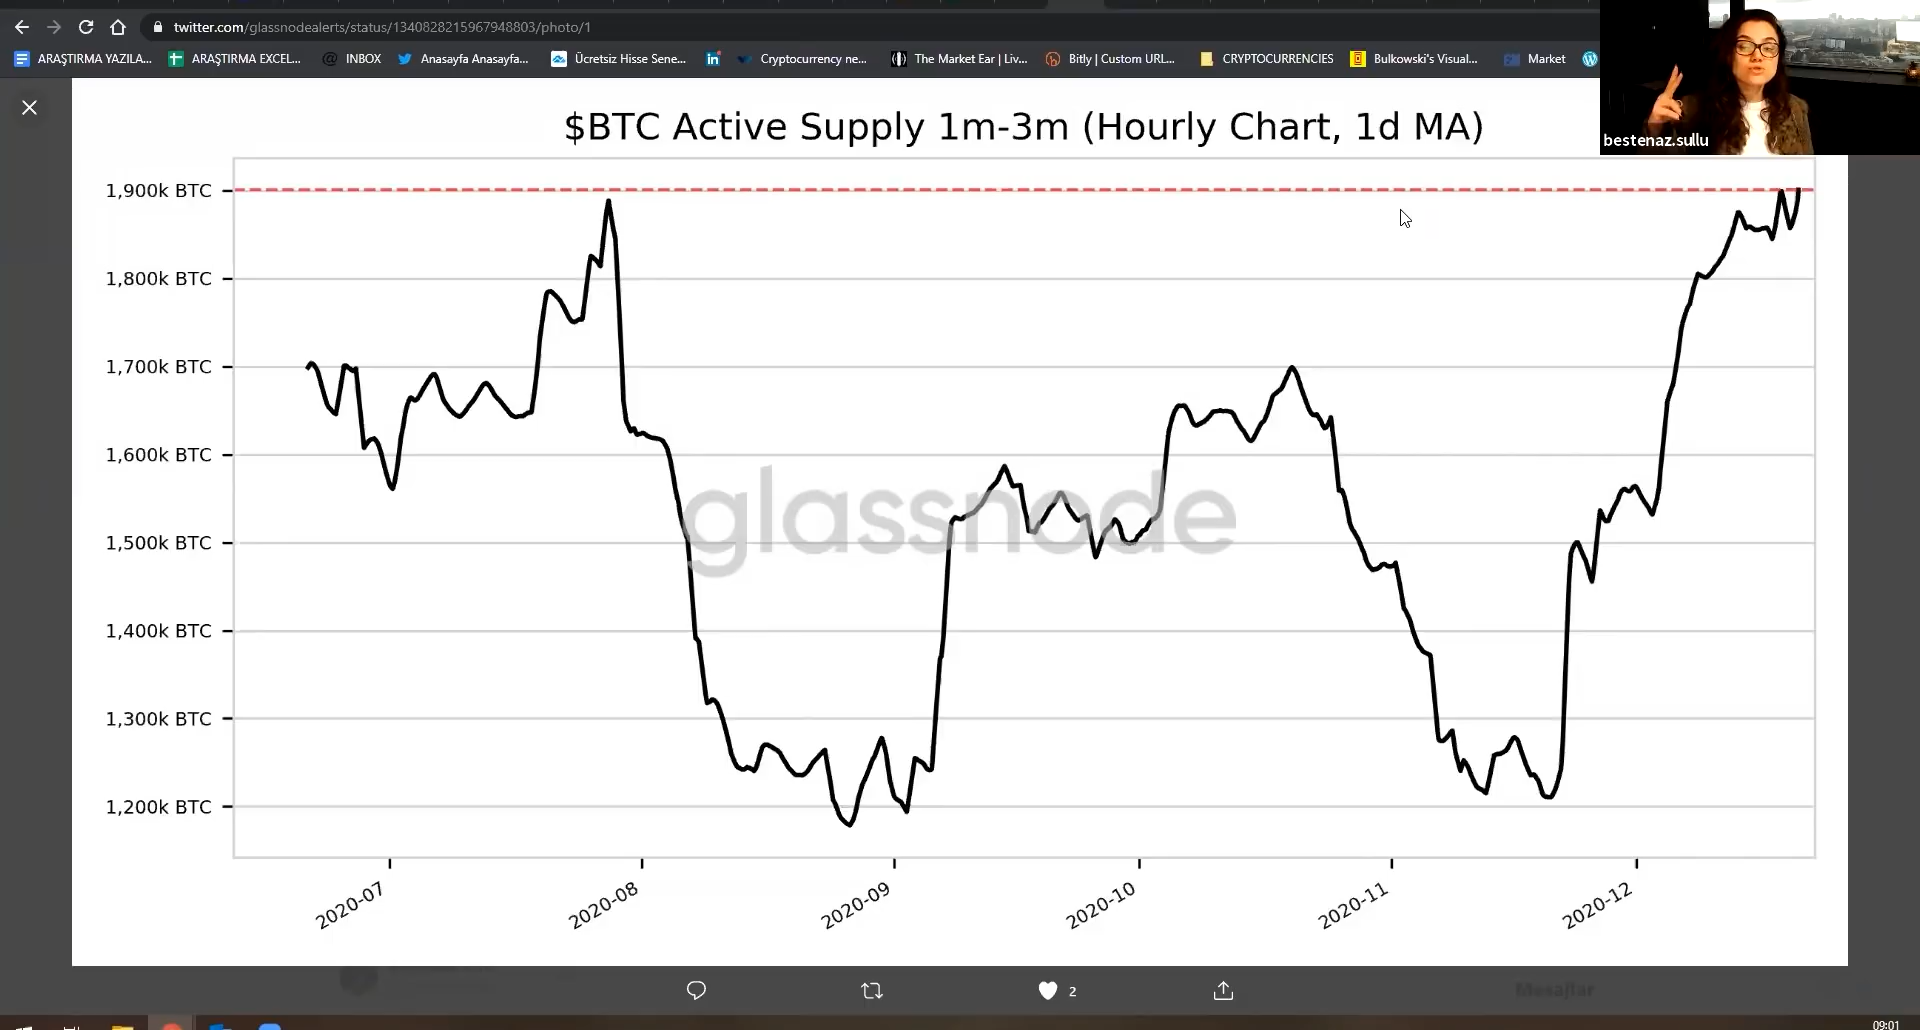 twitter.com/glassnodealerts/status/1340828215967948803/photo/1
ARAŞTIRMA YAZILA... ARAŞTIRMA EXCEL... INBOX Anasayfa Anasayfa... Ücretsiz Hisse Sene... Cryptocurrency ne... The Market Ear | Liv... Bitly | Custom URL... CRYPTOCURRENCIES Bulkowski's Visual... Market
bestenaz.sullu
$BTC Active Supply 1m-3m (Hourly Chart, 1d MA)
1,900k BTC
1,800k BTC
1,700k BTC
1,600k BTC
1,500k BTC
1,400k BTC
1,300k BTC
1,200k BTC
glassnode
2020-07 2020-08 2020-09 2020-10 2020-11 2020-12
2
Mesajlar
09:01